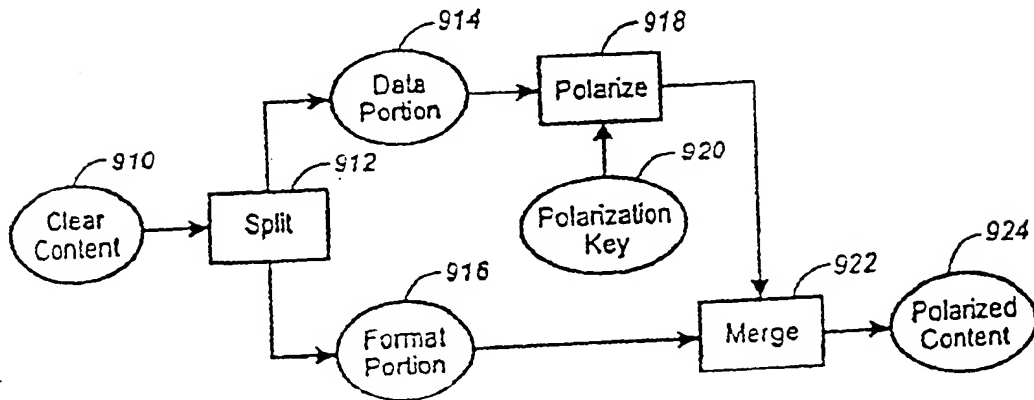 914
918
Data
Portion
Polarize
910
912
920
Clear
Content
Split
Polarization
Key
916
922
924
Format
Portion
Merge
Polarized
Content